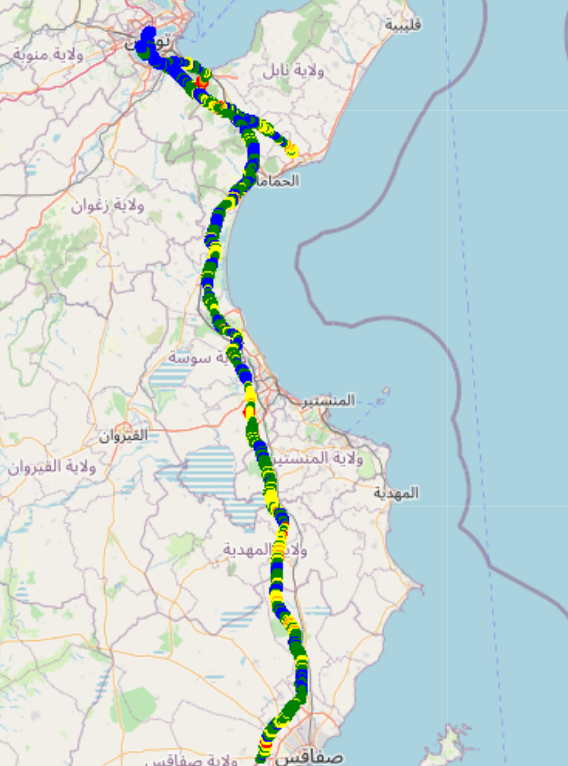 قليبية
تونس
ولاية منوبة
ولاية نابل
الحمامات
ولاية زغوان
ولاية سوسة
المنستير
القيروان
ولاية المنستير
ولاية القيروان
المهدية
ولاية المهدية
صفاقس
ولاية صفاقس